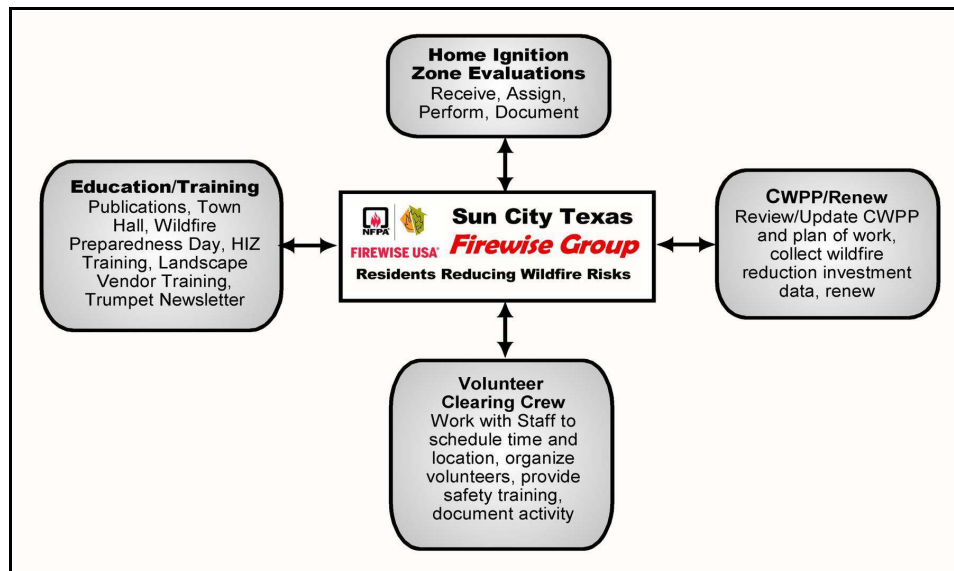 Home Ignition
Zone Evaluations
Receive, Assign,
Perform, Document
Education/Training
Publications, Town
Hall, Wildfire
Preparedness Day, HIZ
Training, Landscape
Vendor Training,
Trumpet Newsletter
NFPA
FIREWISE USA®
Sun City Texas
Firewise Group
Residents Reducing Wildfire Risks
CWPP/Renew
Review/Update CWPP
and plan of work,
collect wildfire
reduction investment
data, renew
Volunteer
Clearing Crew
Work with Staff to
schedule time and
location, organize
volunteers, provide
safety training,
document activity